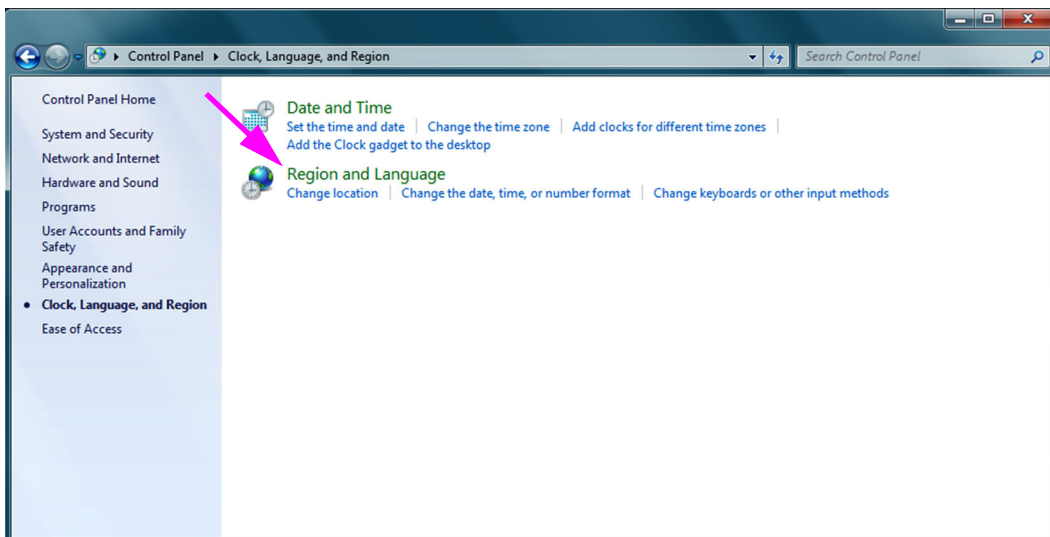 Control Panel Clock, Language, and Region
Search Control Panel
Control Panel Home
System and Security
Network and Internet
Hardware and Sound
Programs
User Accounts and Family
Safety
Appearance and
Personalization
Clock, Language, and Region
Ease of Access
Date and Time
Set the time and date Change the time zone Add clocks for different time zones
Add the Clock gadget to the desktop
Region and Language
Change location Change the date, time, or number format Change keyboards or other input methods